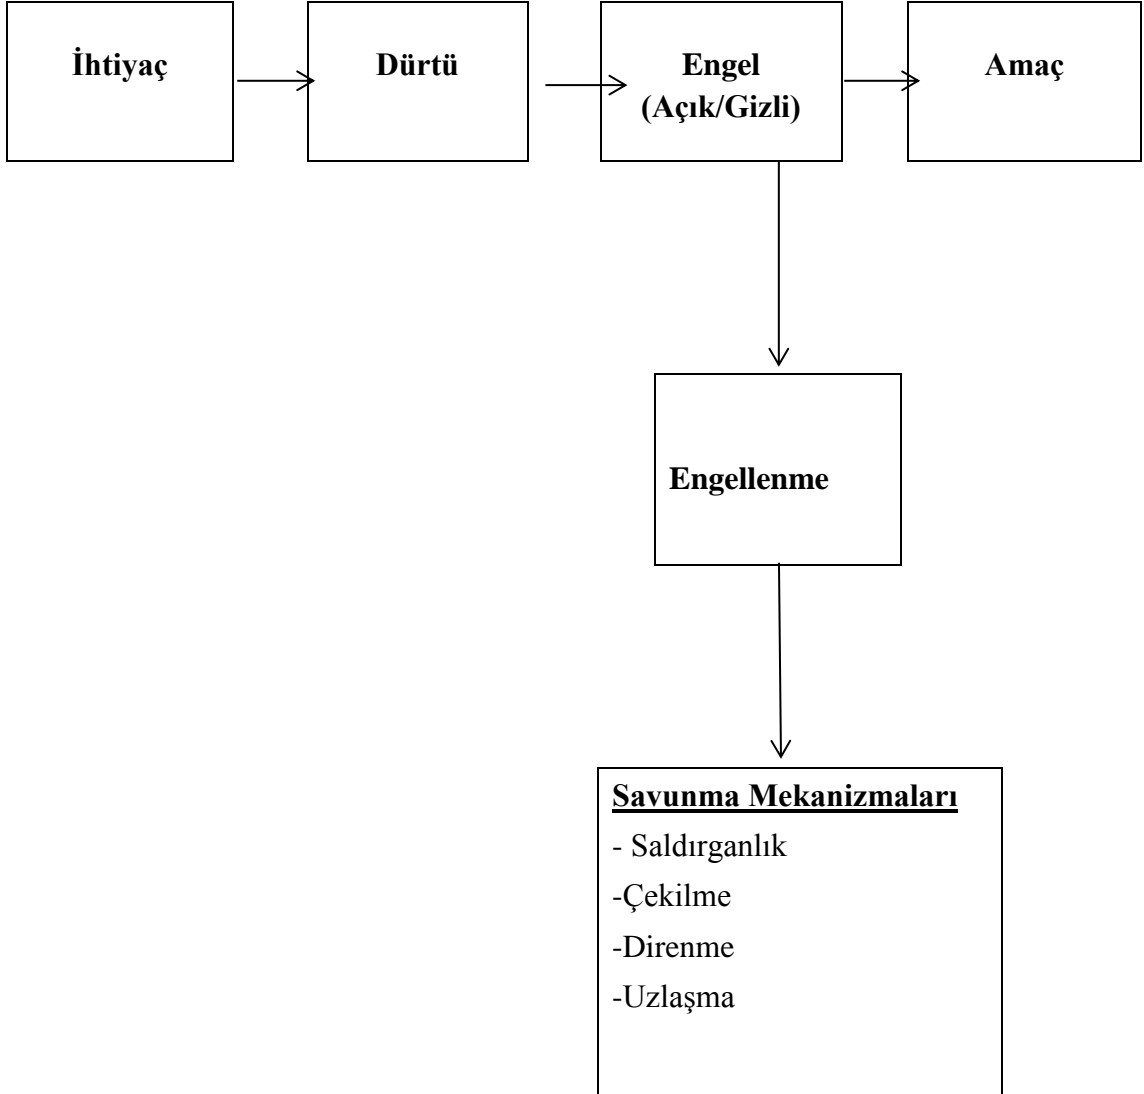 İhtiyaç
Dürtü
Engel
(Açık/Gizli)
Amaç
Engellenme
Savunma Mekanizmaları
- Saldırganlık
-Çekilme
-Direnme
-Uzlaşma